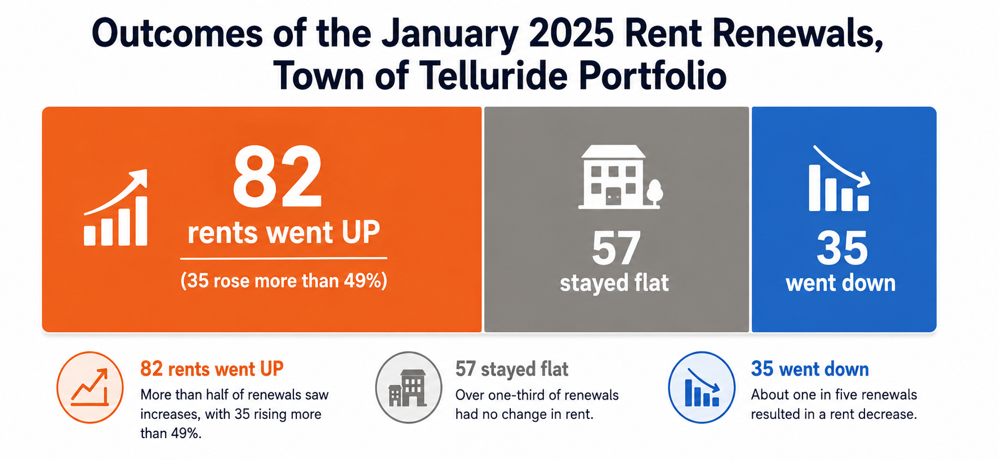 Outcomes of the January 2025 Rent Renewals,
Town of Telluride Portfolio
82
rents went UP
(35 rose more than 49%)
57
stayed flat
35
went down
82 rents went UP
More than half of renewals saw
increases, with 35 rising more
than 49%.
57 stayed flat
Over one-third of renewals
had no change in rent.
35 went down
About one in five renewals
resulted in a rent decrease.